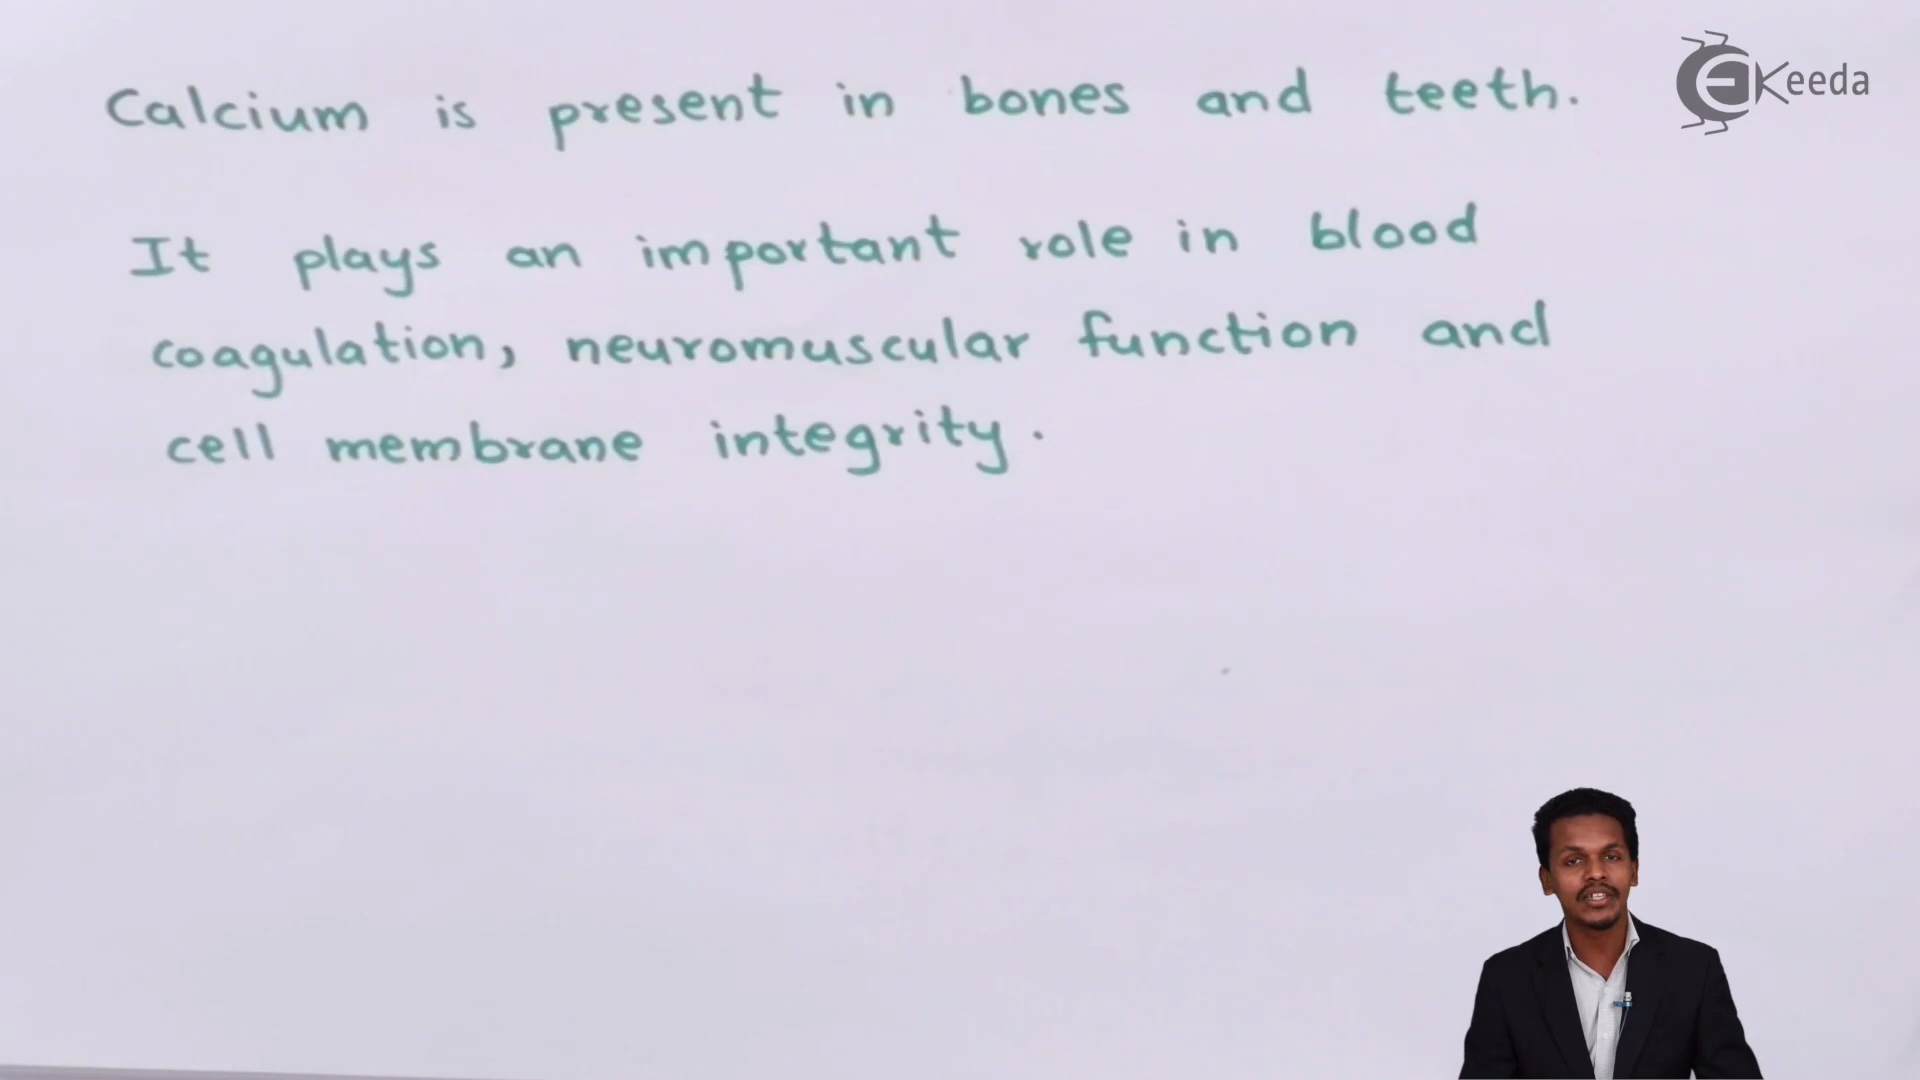 Calcium is present in bones and teeth.
It plays an important role in blood
coagulation, neuromuscular function and
cell membrane integrity.
eKeeda